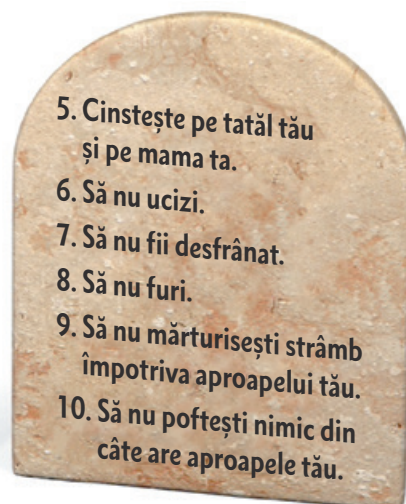 5. Cinstește pe tatăl tău
și pe mama ta.
6. Să nu ucizi.
7. Să nu fii desfrânat.
8. Să nu furi.
9. Să nu mărturisești strâmb
împotriva aproapelui tău.
10. Să nu poftești nimic din
câte are aproapele tău.